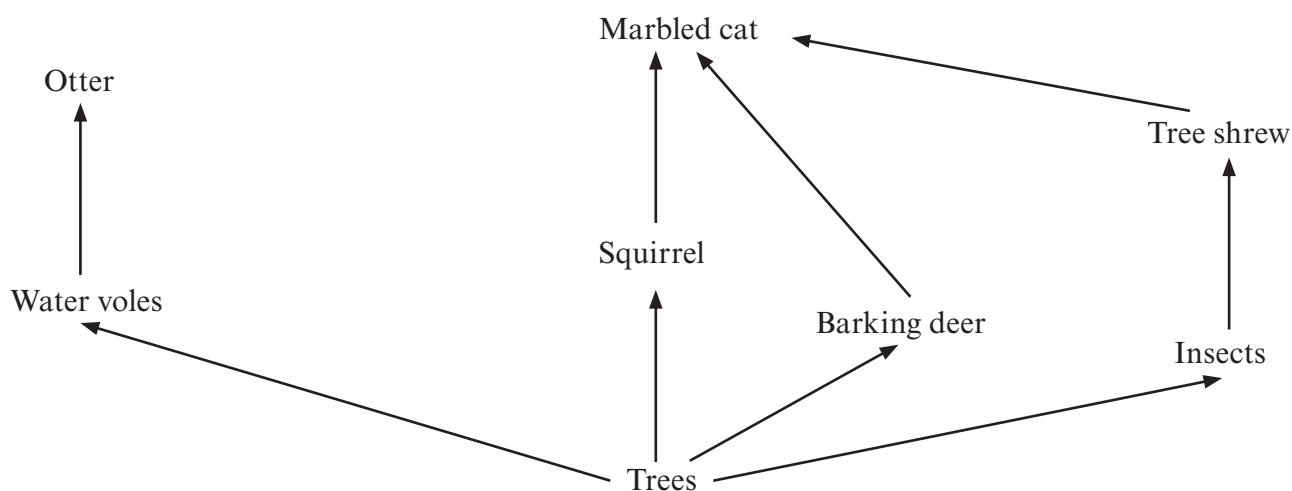 Marbled cat
Otter
Tree shrew
Squirrel
Water voles
Barking deer
Insects
Trees